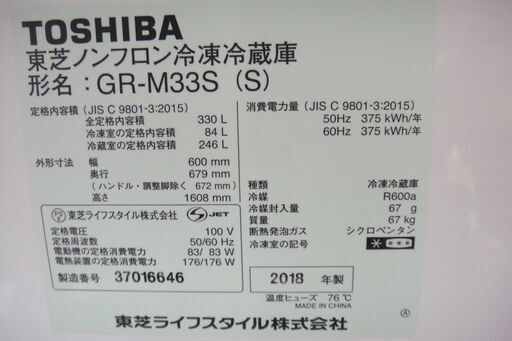 TOSHIBA
東芝ノンフロン冷凍冷蔵庫
形名：GR-M33S (S)
定格内容積 (JIS C 9801-3:2015)
全定格内容積 330 L
冷凍室の定格内容積 84 L
冷蔵室の定格内容積 246 L
外形寸法 幅 600 mm
奥行 679 mm
(ハンドル・調整脚除く 672 mm)
高さ 1608 mm
消費電力量 (JIS C 9801-3:2015)
50Hz 375 kWh/年
60Hz 375 kWh/年
種類 冷凍冷蔵庫
冷媒 R600a
冷媒封入量 67 g
質量 67 kg
断熱発泡ガス シクロペンタン
冷凍室の記号
PS E 東芝ライフスタイル株式会社 S JET
定格電圧 100 V
定格周波数 50/60 Hz
電動機の定格消費電力 83/ 83 W
電熱装置の定格消費電力 176/176 W
製造番号 37016646
2018 年製
温度ヒューズ 76℃
MADE IN CHINA
東芝ライフスタイル株式会社
Ⓐ